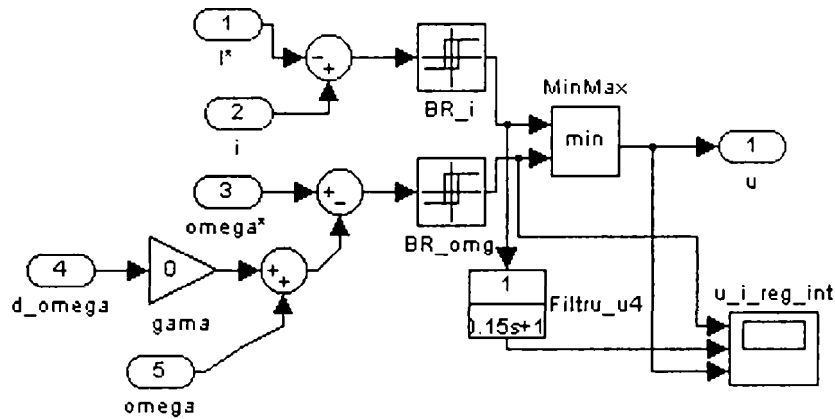 1
I*
- +
2
i
BR_i
MinMax
min
1
u
3
omega*
+ -
BR_omg
4
d_omega
0
gama
+ +
5
omega
1
0.15s+1
Filtru_u4
u_i_reg_int